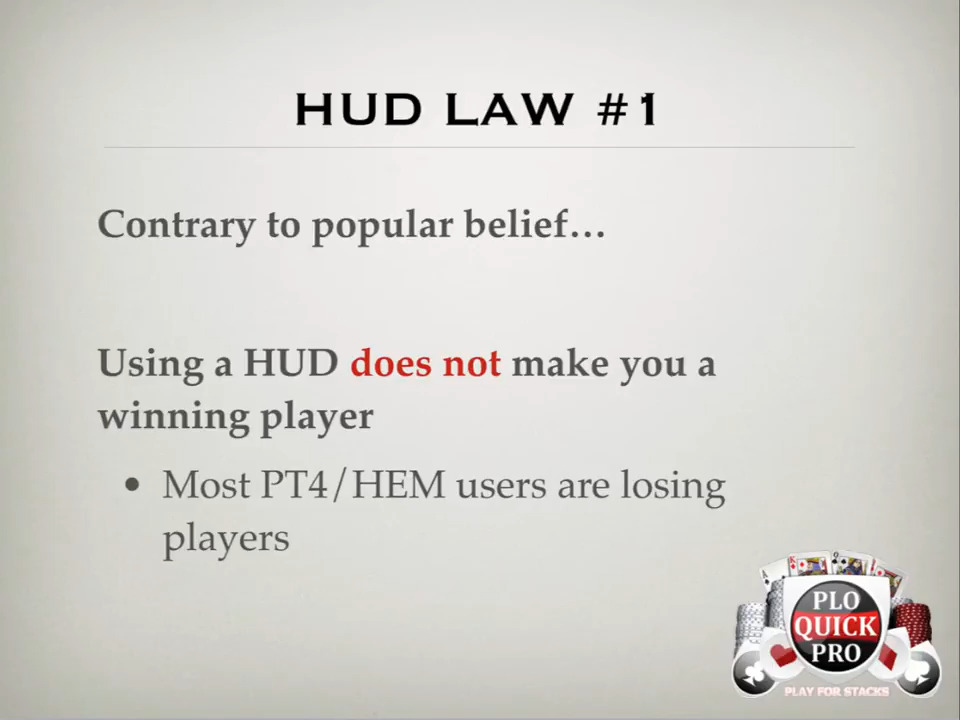 HUD LAW #1
Contrary to popular belief…
Using a HUD does not make you a
winning player
• Most PT4/HEM users are losing
players
A K Q
PLO
QUICK
PRO
PLAY FOR STACKS